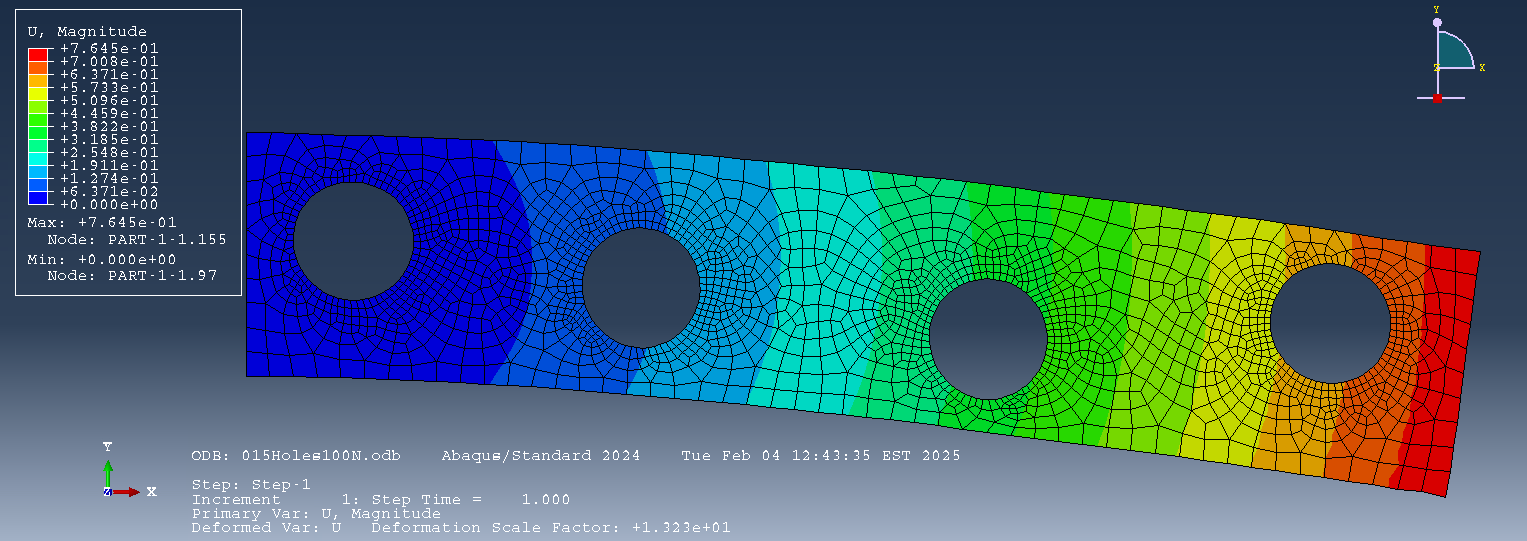 U, Magnitude
+7.645e-01
+7.008e-01
+6.371e-01
+5.733e-01
+5.096e-01
+4.459e-01
+3.822e-01
+3.185e-01
+2.548e-01
+1.911e-01
+1.274e-01
+6.371e-02
+0.000e+00
Max: +7.645e-01
Node: PART-1-1.155
Min: +0.000e+00
Node: PART-1-1.97
Y
Z X
Y
Z X
ODB: 015Holes100N.odb Abaqus/Standard 2024 Tue Feb 04 12:43:35 EST 2025
Step: Step-1
Increment 1: Step Time = 1.000
Primary Var: U, Magnitude
Deformed Var: U Deformation Scale Factor: +1.323e+01